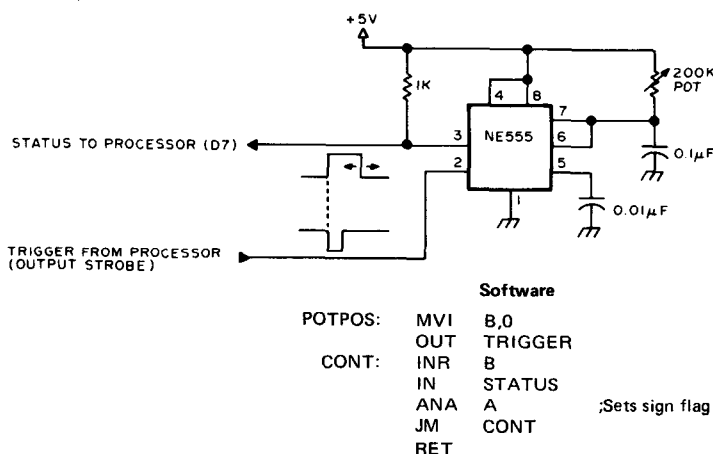 +5V
1K
4
8
200K
POT
7
STATUS TO PROCESSOR (D7)
3
NE555
6
2
5
0.1µF
1
0.01µF
TRIGGER FROM PROCESSOR
(OUTPUT STROBE)
Software
POTPOS: MVI B,0
OUT TRIGGER
CONT: INR B
IN STATUS
ANA A ;Sets sign flag
JM CONT
RET